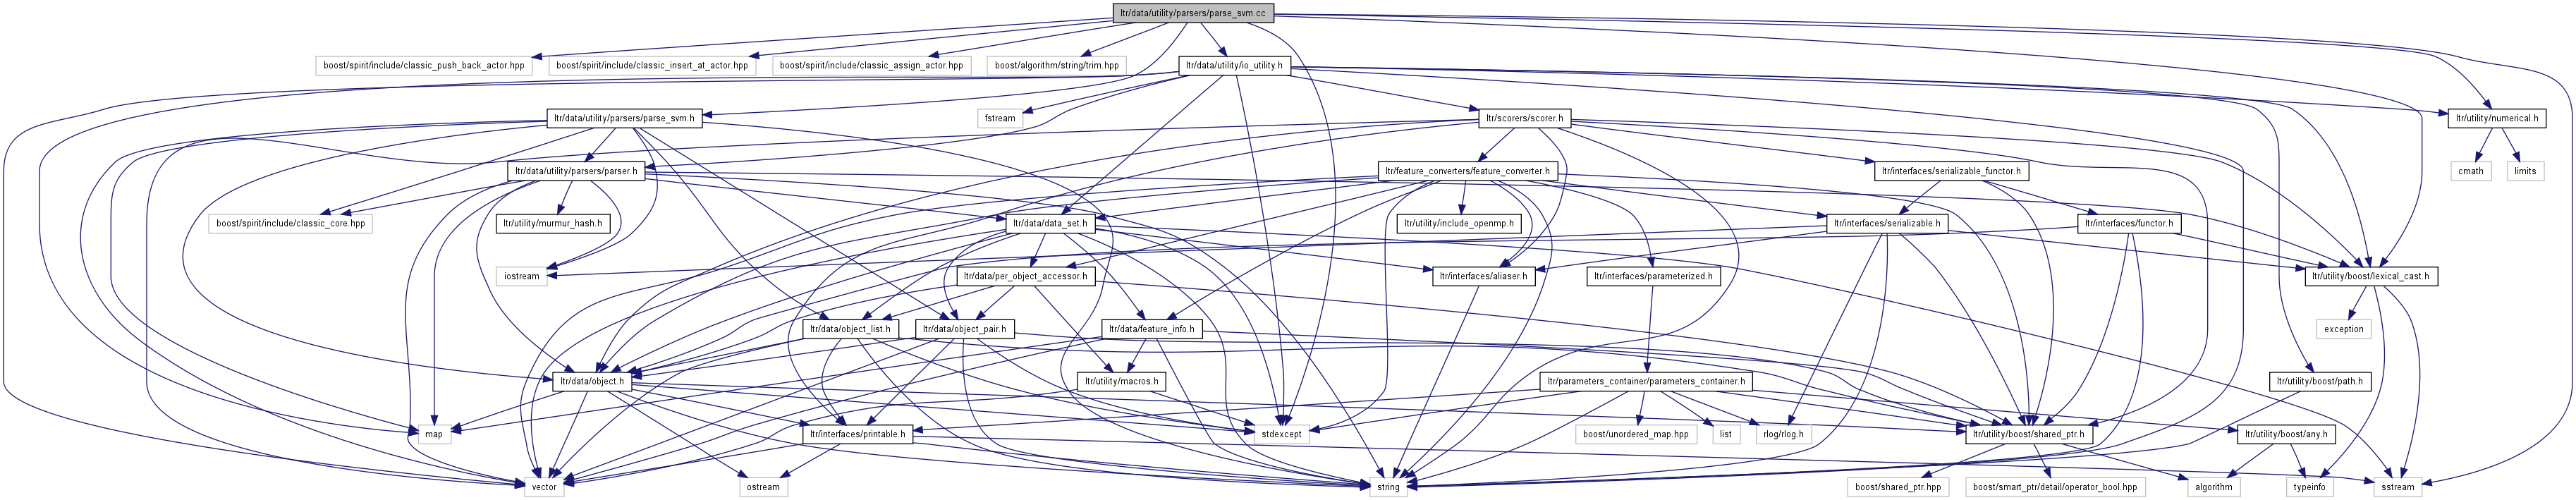 ltr/data/utility/parsers/parse_svm.cc
boost/spirit/include/classic_push_back_actor.hpp
boost/spirit/include/classic_insert_at_actor.hpp
boost/spirit/include/classic_assign_actor.hpp
boost/algorithm/string/trim.hpp
ltr/data/utility/io_utility.h
ltr/data/utility/parsers/parse_svm.h
fstream
ltr/scorers/scorer.h
ltr/utility/numerical.h
ltr/data/utility/parsers/parser.h
ltr/feature_converters/feature_converter.h
ltr/interfaces/serializable_functor.h
cmath
limits
boost/spirit/include/classic_core.hpp
ltr/utility/murmur_hash.h
ltr/data/data_set.h
ltr/utility/include_openmp.h
ltr/interfaces/serializable.h
ltr/interfaces/functor.h
iostream
ltr/data/per_object_accessor.h
ltr/interfaces/aliaser.h
ltr/interfaces/parameterized.h
ltr/utility/boost/lexical_cast.h
ltr/data/object_list.h
ltr/data/object_pair.h
ltr/data/feature_info.h
exception
ltr/data/object.h
ltr/utility/macros.h
ltr/parameters_container/parameters_container.h
ltr/utility/boost/path.h
map
ltr/interfaces/printable.h
stdexcept
boost/unordered_map.hpp
list
rlog/rlog.h
ltr/utility/boost/shared_ptr.h
ltr/utility/boost/any.h
vector
ostream
string
boost/shared_ptr.hpp
boost/smart_ptr/detail/operator_bool.hpp
algorithm
typeinfo
sstream